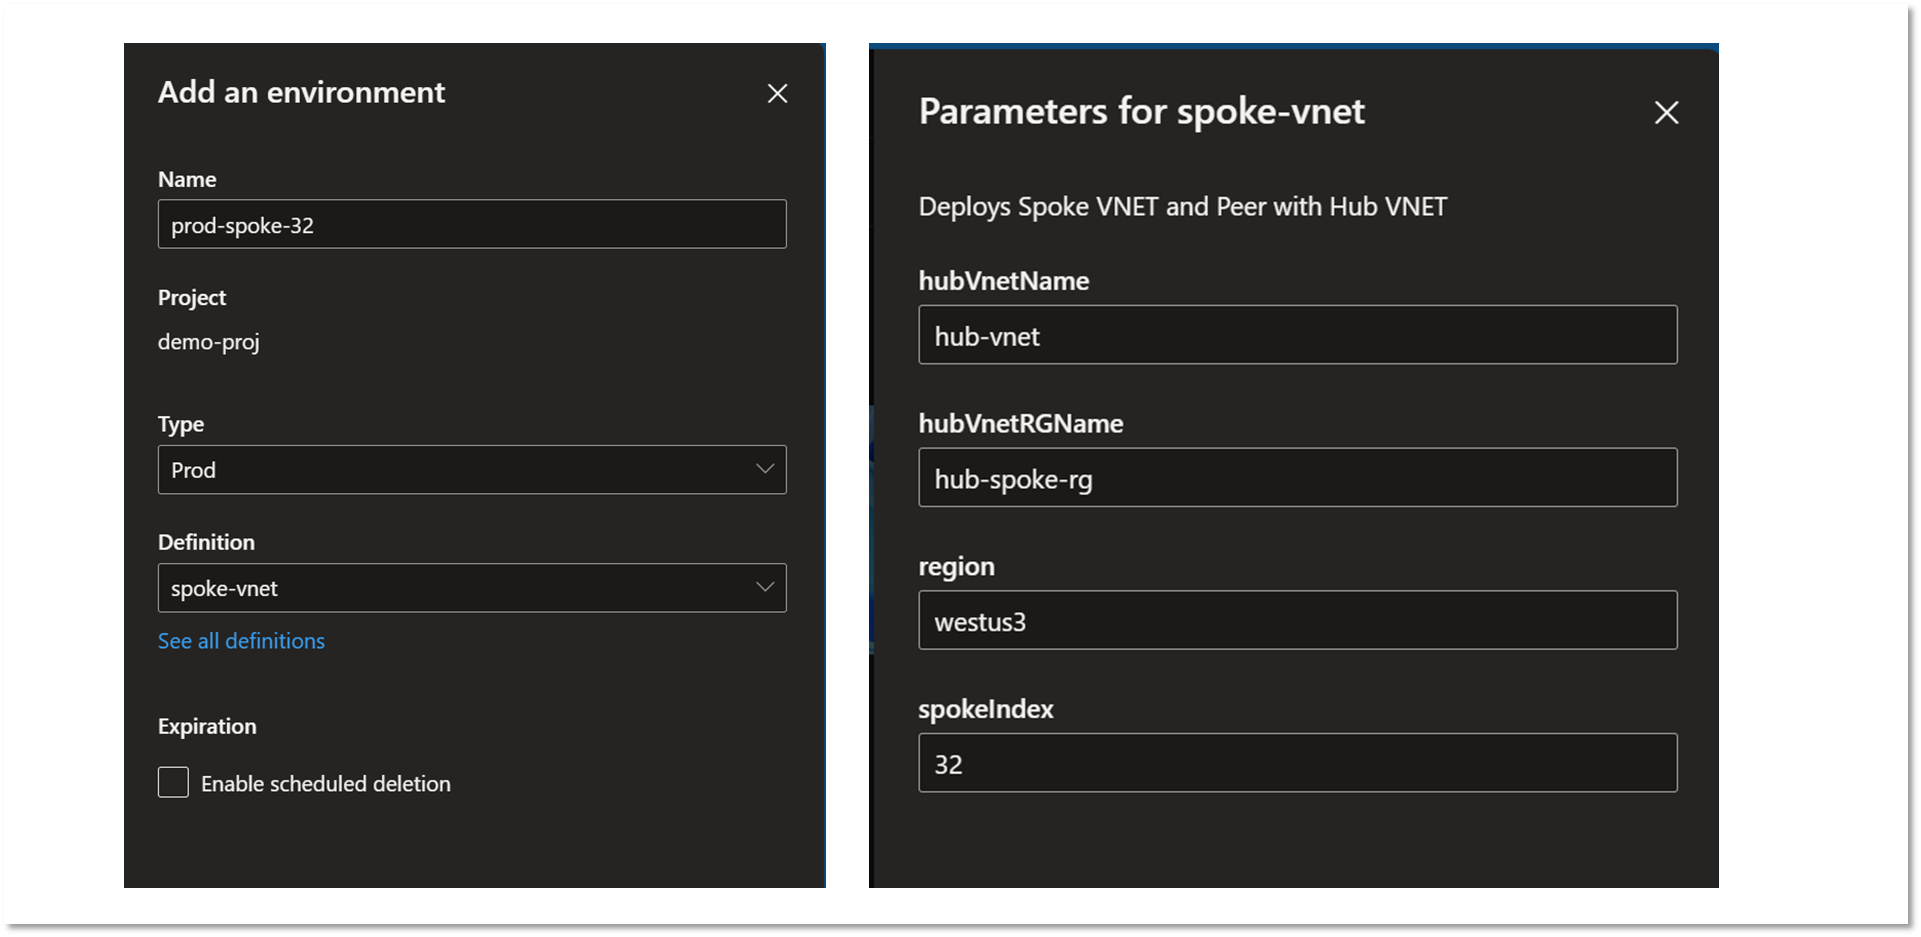 Add an environment
Name
prod-spoke-32
Project
demo-proj
Type
Prod
Definition
spoke-vnet
See all definitions
Expiration
Enable scheduled deletion
Parameters for spoke-vnet
Deploys Spoke VNET and Peer with Hub VNET
hubVnetName
hub-vnet
hubVnetRGName
hub-spoke-rg
region
westus3
spokeIndex
32